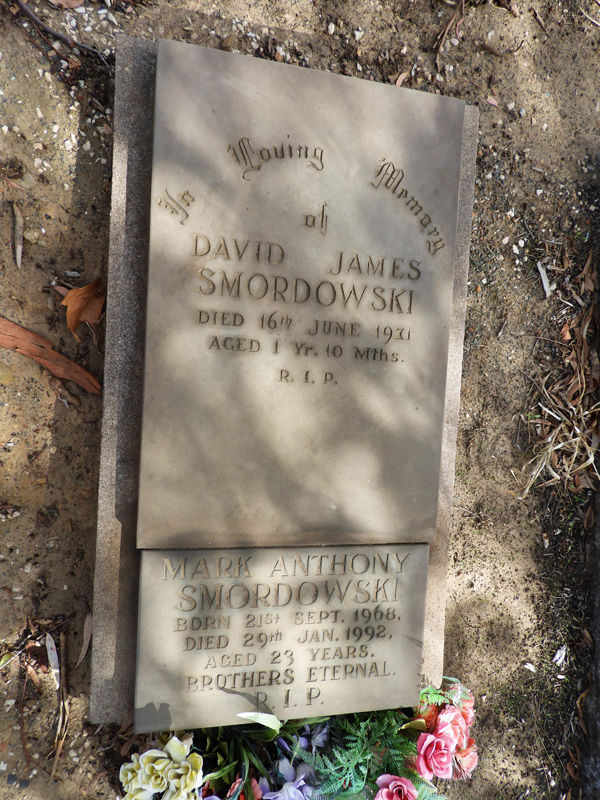 In Loving Memory
of
DAVID JAMES
SMORDOWSKI
DIED 16th JUNE
AGED 1 Yr. 10 Mths.
R. I. P.
MARK ANTHONY
SMORDOWSKI
BORN 21st SEPT. 1968,
DIED 29th JAN. 1992,
AGED 23 YEARS.
BROTHERS ETERNAL.
R. I. P.